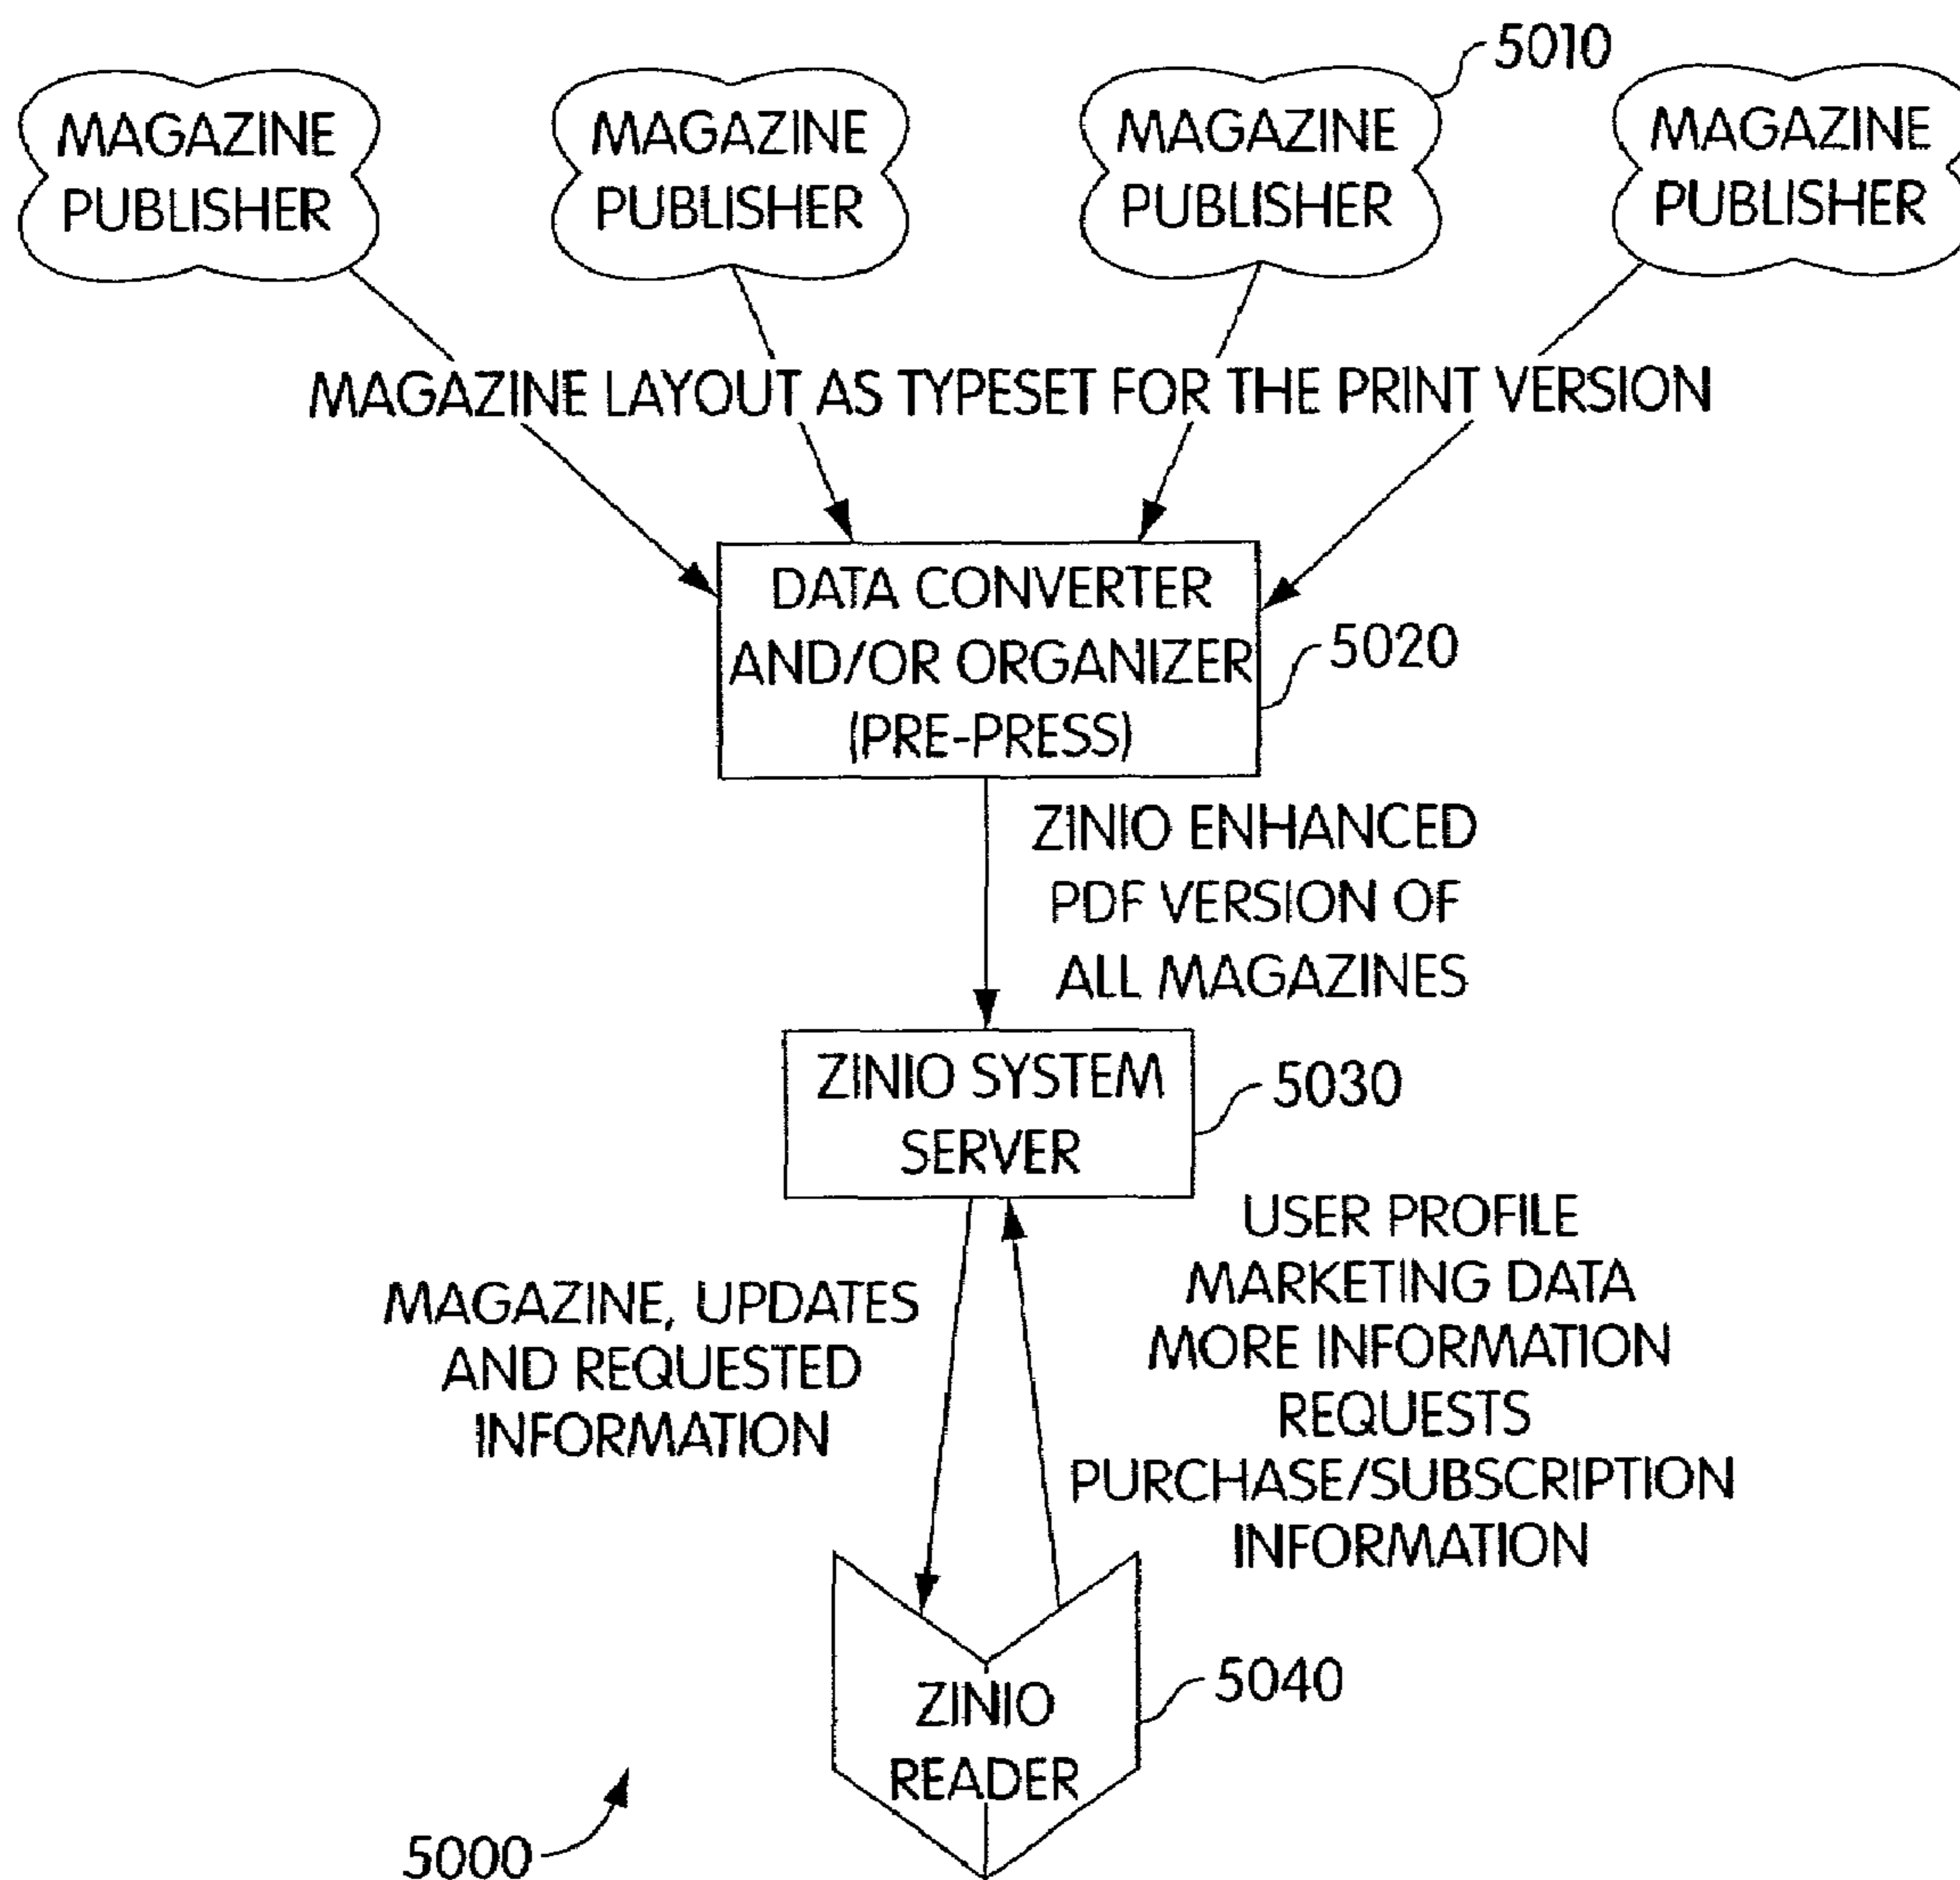 5010
MAGAZINE
PUBLISHER
MAGAZINE
PUBLISHER
MAGAZINE
PUBLISHER
MAGAZINE
PUBLISHER
MAGAZINE LAYOUT AS TYPESET FOR THE PRINT VERSION
DATA CONVERTER
AND/OR ORGANIZER
(PRE-PRESS)
5020
ZINIO ENHANCED
PDF VERSION OF
ALL MAGAZINES
ZINIO SYSTEM
SERVER
5030
MAGAZINE, UPDATES
AND REQUESTED
INFORMATION
USER PROFILE
MARKETING DATA
MORE INFORMATION
REQUESTS
PURCHASE/SUBSCRIPTION
INFORMATION
ZINIO
READER
5040
5000